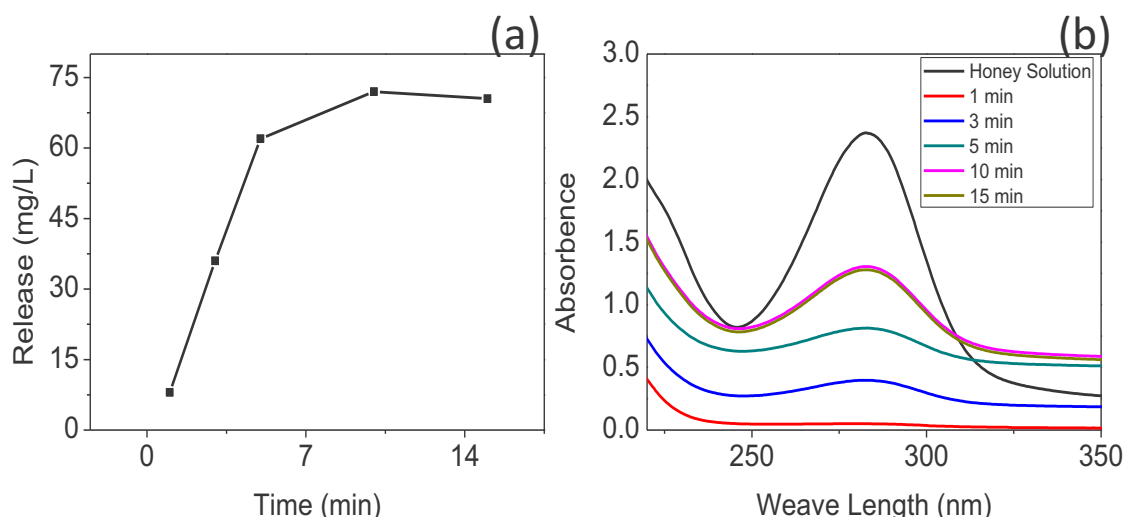 (a)
Release (mg/L)
75
60
45
30
15
0
0 7 14
Time (min)
(b)
Absorbence
3.0
2.5
2.0
1.5
1.0
0.5
0.0
Honey Solution
1 min
3 min
5 min
10 min
15 min
250 300 350
Weave Length (nm)